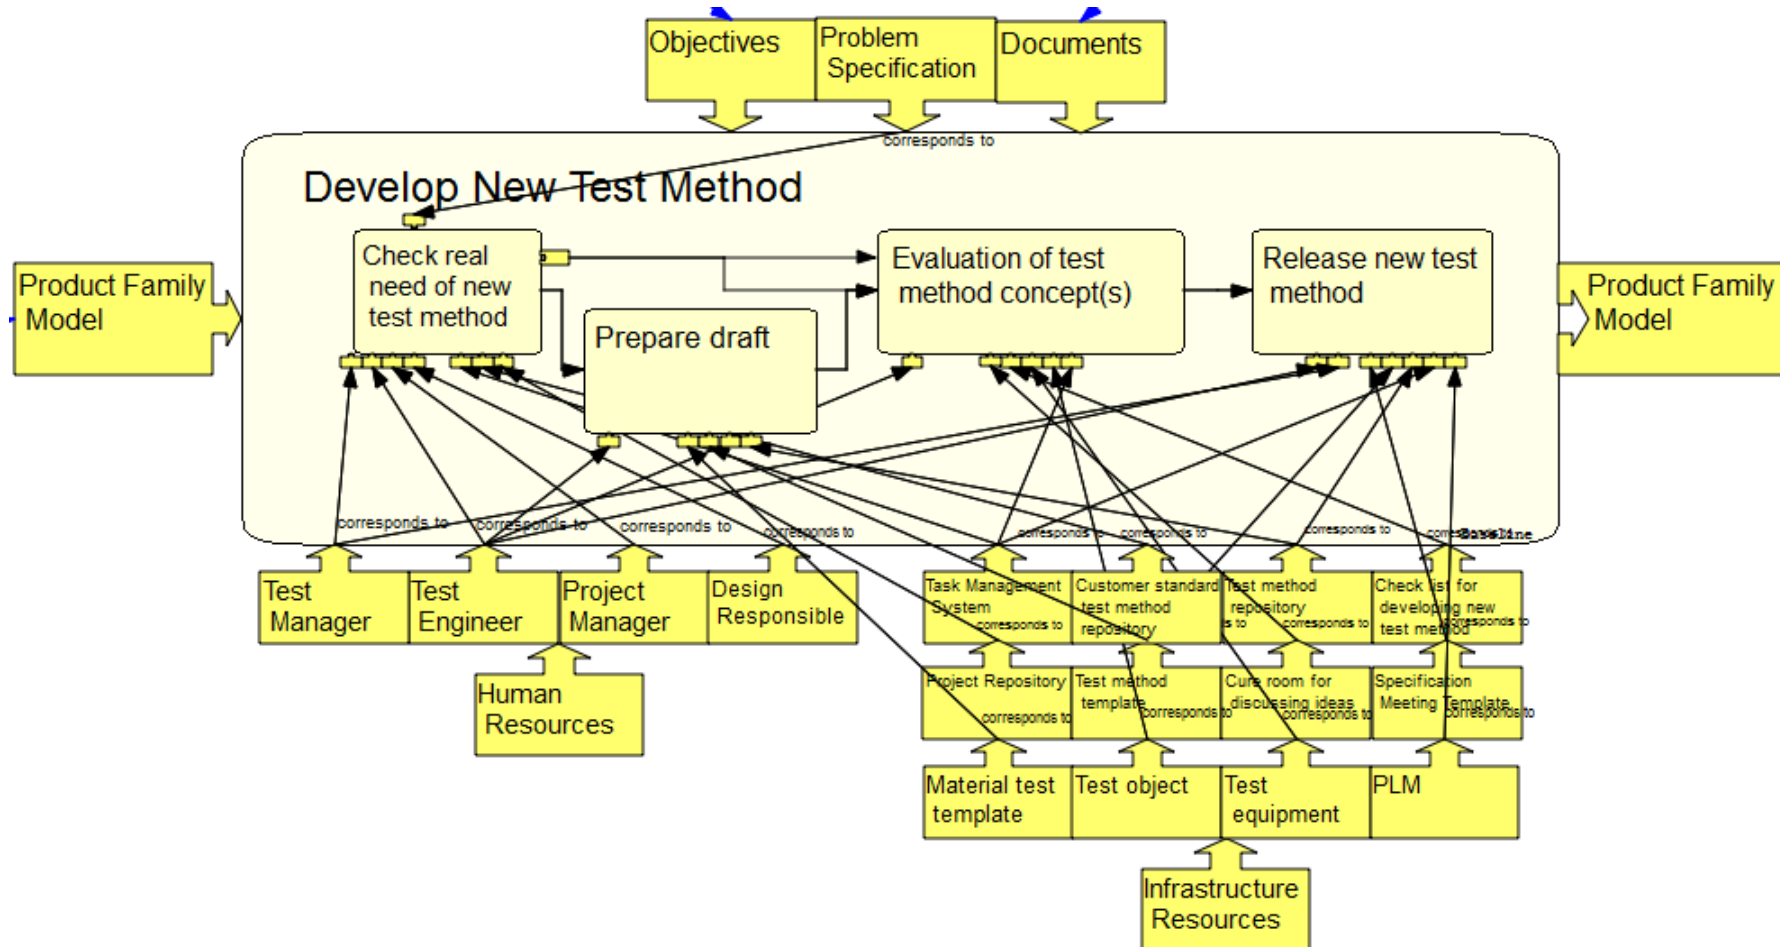 Objectives
Problem
Specification
Documents
corresponds to
Develop New Test Method
Check real
need of new
test method
Evaluation of test
method concept(s)
Release new test
method
Prepare draft
Product Family
Model
Product Family
Model
corresponds to
corresponds to
corresponds to
corresponds to
corresponds to
corresponds to
corresponds to
Baseline
Test
Manager
Test
Engineer
Project
Manager
Design
Responsible
Task Management
System
Customer standard
test method
repository
Test method
repository
Check list for
developing new
test method
corresponds to
corresponds to
corresponds to
Human
Resources
Project Repository
Test method
template
Cure room for
discussing ideas
Specification
Meeting Template
corresponds to
corresponds to
corresponds to
corresponds to
Material test
template
Test object
Test
equipment
PLM
Infrastructure
Resources